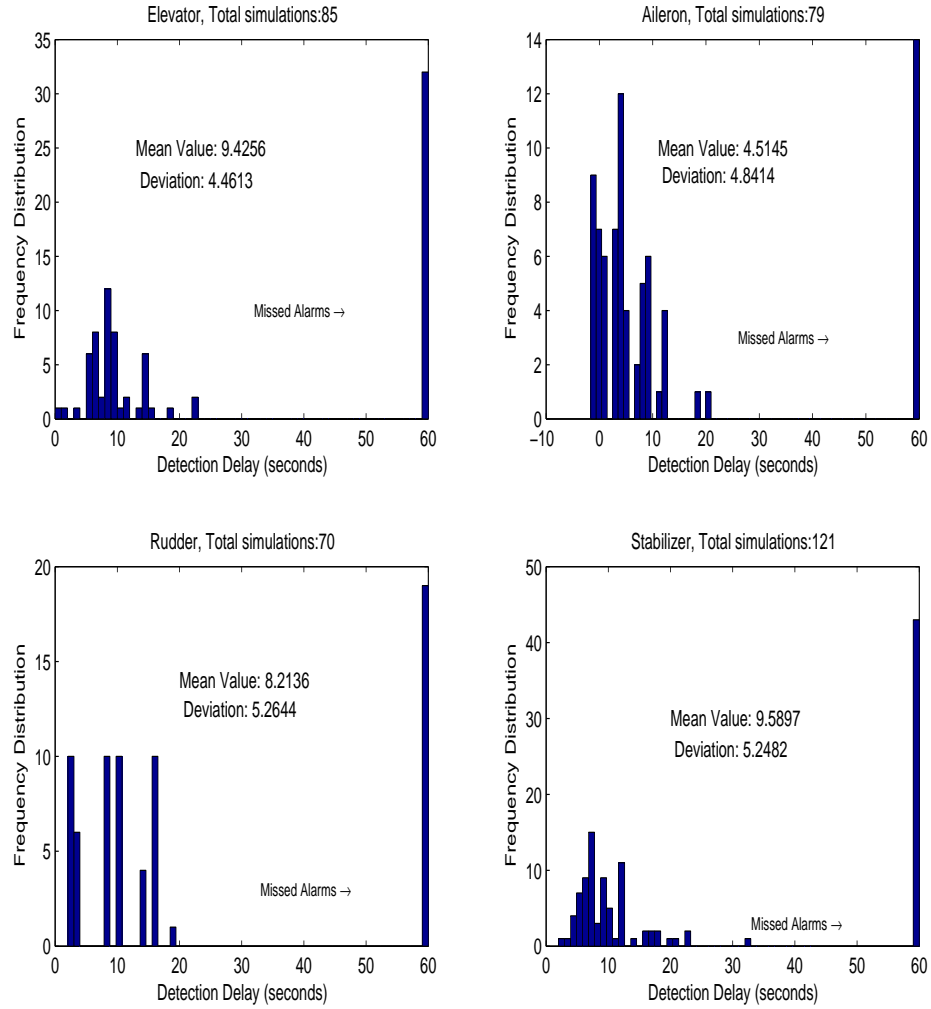 Elevator, Total simulations:85
35
30
25
20
15
10
5
0
Frequency Distribution
Mean Value: 9.4256
Deviation: 4.4613
Missed Alarms →
0 10 20 30 40 50 60
Detection Delay (seconds)
Aileron, Total simulations:79
14
12
10
8
6
4
2
0
Frequency Distribution
Mean Value: 4.5145
Deviation: 4.8414
Missed Alarms →
−10 0 10 20 30 40 50 60
Detection Delay (seconds)
Rudder, Total simulations:70
20
15
10
5
0
Frequency Distribution
Mean Value: 8.2136
Deviation: 5.2644
Missed Alarms →
0 10 20 30 40 50 60
Detection Delay (seconds)
Stabilizer, Total simulations:121
50
40
30
20
10
0
Frequency Distribution
Mean Value: 9.5897
Deviation: 5.2482
Missed Alarms →
0 10 20 30 40 50 60
Detection Delay (seconds)